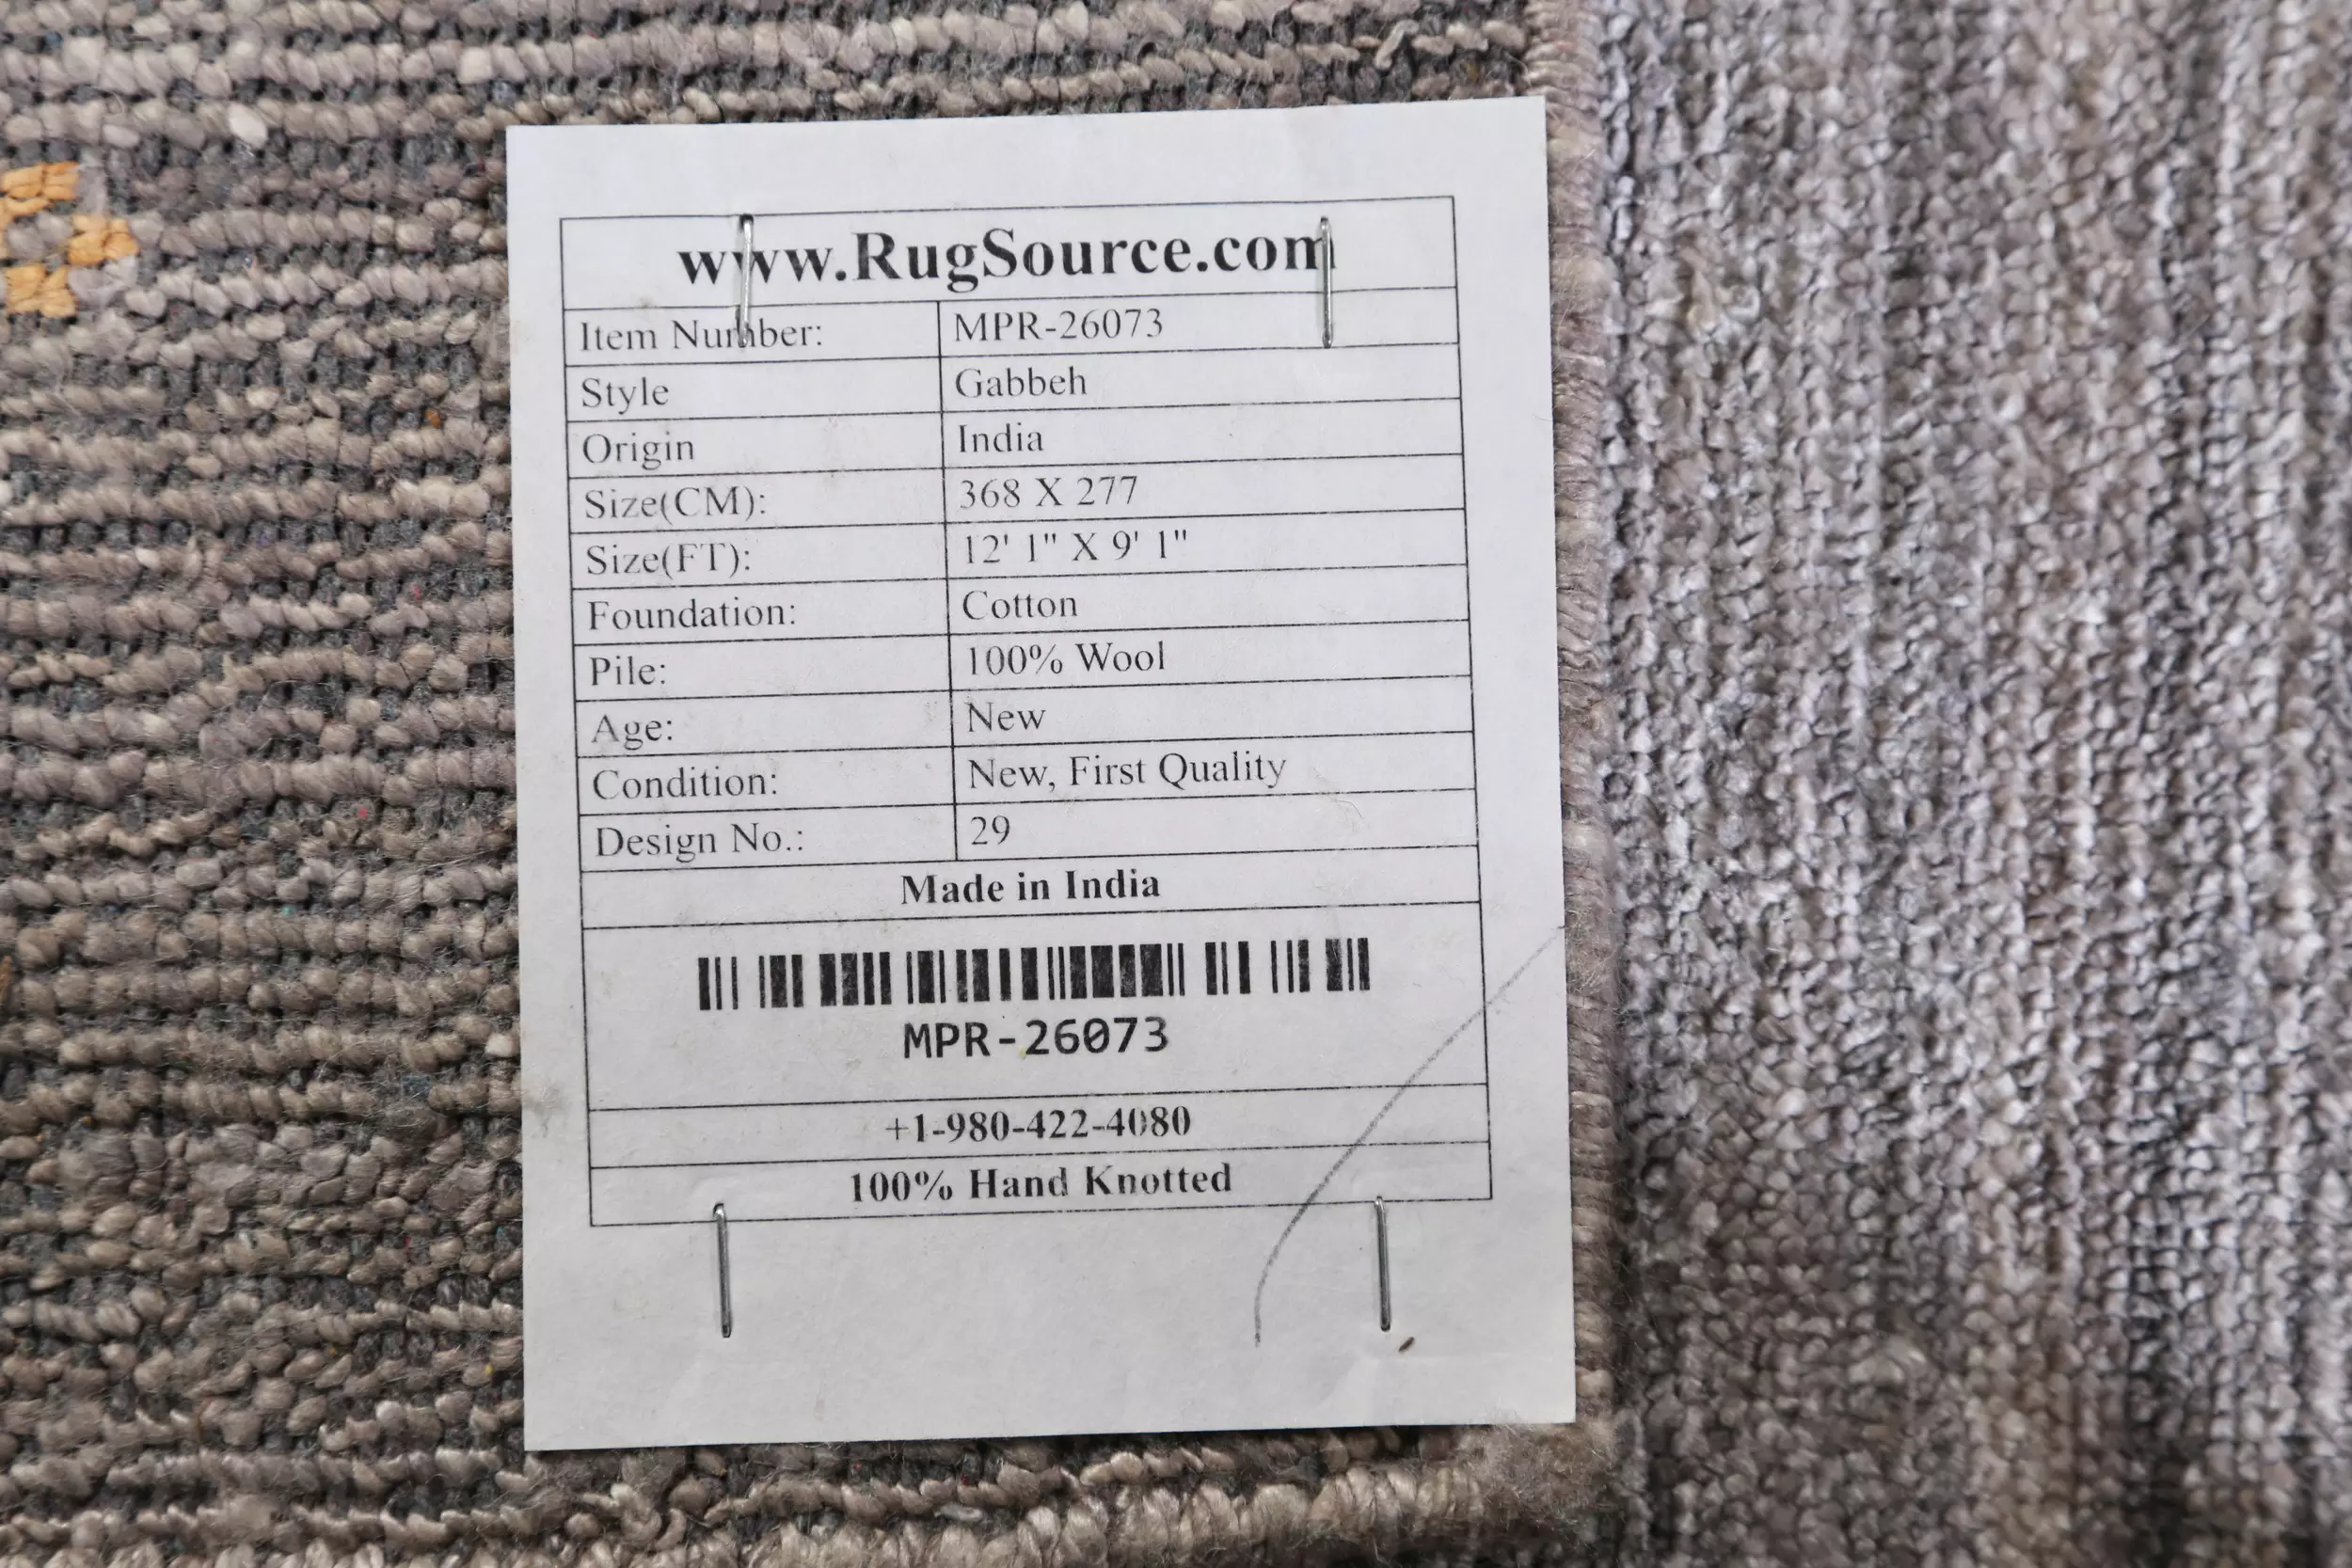 www.RugSource.com
Item Number: MPR-26073
Style Gabbeh
Origin India
Size(CM): 368 X 277
Size(FT): 12' 1" X 9' 1"
Foundation: Cotton
Pile: 100% Wool
Age: New
Condition: New, First Quality
Design No.: 29
Made in India
MPR-26073
+1-980-422-4080
100% Hand Knotted